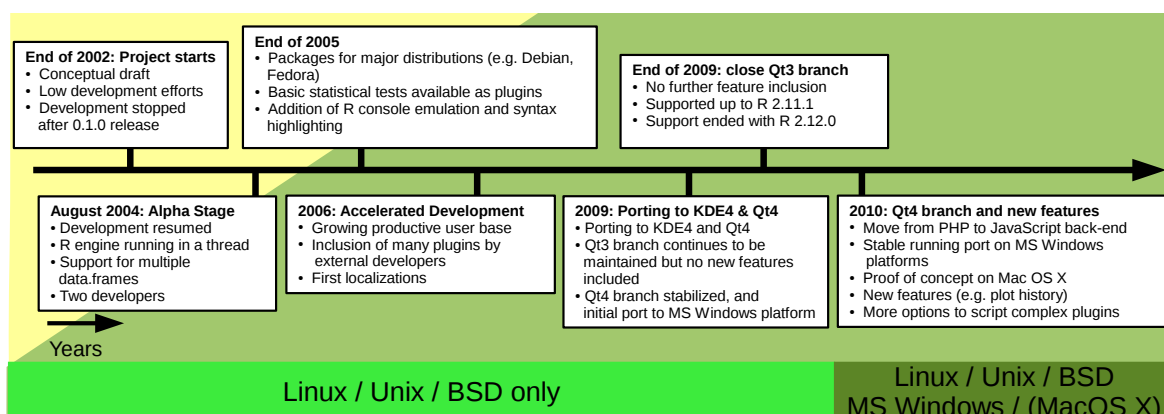 End of 2002: Project starts
• Conceptual draft
• Low development efforts
• Development stopped
after 0.1.0 release
End of 2005
• Packages for major distributions (e.g. Debian,
Fedora)
• Basic statistical tests available as plugins
• Addition of R console emulation and syntax
highlighting
End of 2009: close Qt3 branch
• No further feature inclusion
• Supported up to R 2.11.1
• Support ended with R 2.12.0
August 2004: Alpha Stage
• Development resumed
• R engine running in a thread
• Support for multiple
data.frames
• Two developers
2006: Accelerated Development
• Growing productive user base
• Inclusion of many plugins by
external developers
• First localizations
2009: Porting to KDE4 & Qt4
• Porting to KDE4 and Qt4
• Qt3 branch continues to be
maintained but no new features
included
• Qt4 branch stabilized, and
initial port to MS Windows platform
2010: Qt4 branch and new features
• Move from PHP to JavaScript back-end
• Stable running port on MS Windows
platforms
• Proof of concept on Mac OS X
• New features (e.g. plot history)
• More options to script complex plugins
Years
Linux / Unix / BSD only
Linux / Unix / BSD
MS Windows / (MacOS X)